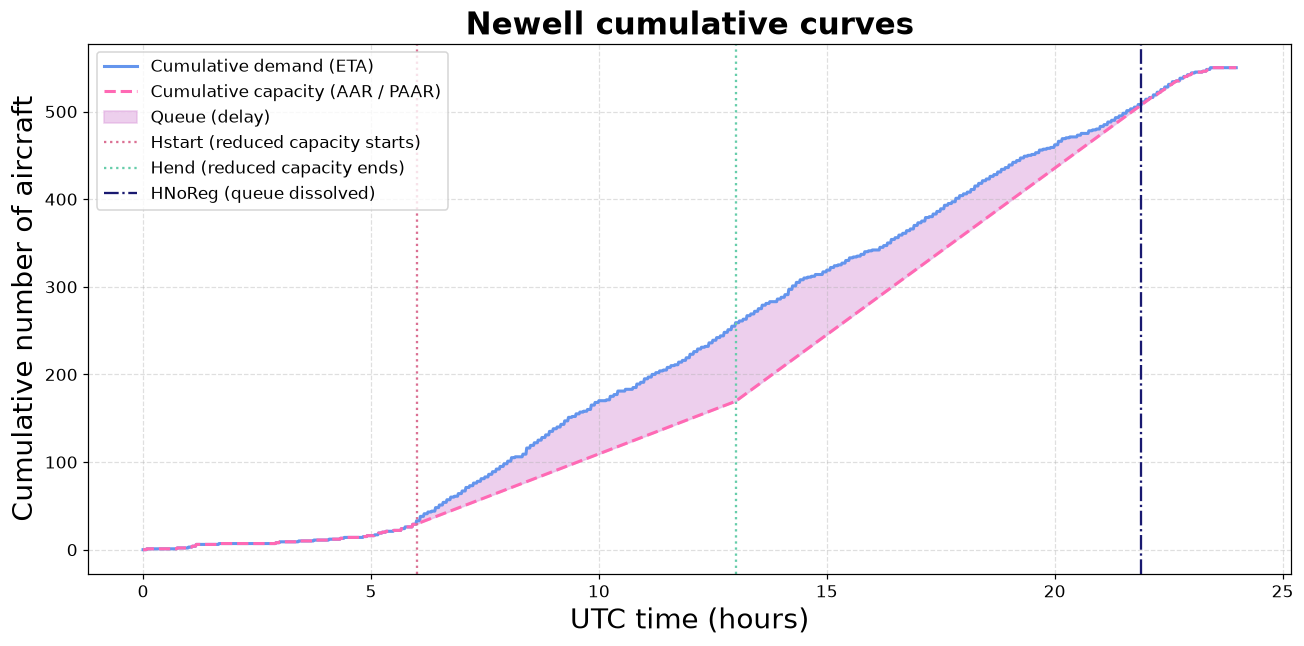 Newell cumulative curves
Cumulative demand (ETA)
Cumulative capacity (AAR / PAAR)
Queue (delay)
Hstart (reduced capacity starts)
Hend (reduced capacity ends)
HNoReg (queue dissolved)
Cumulative number of aircraft
500
400
300
200
100
0
0
5
10
15
20
25
UTC time (hours)